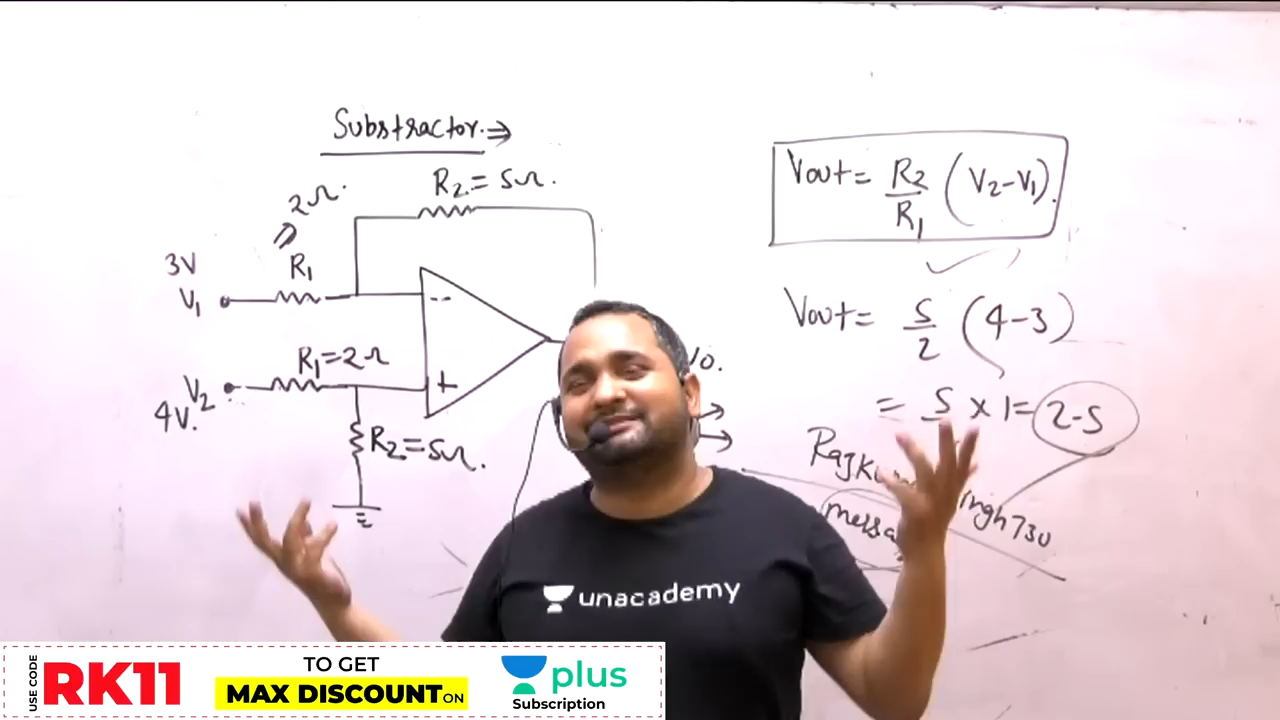 Substractor. ⇒
R2 = 5Ω.
2Ω.
3V
R1
V1
--
R1=2Ω
+
V2
4V.
R2=5Ω.
Vo.
Vout = R2/R1 (V2-V1).
Vout = 5/2 (4-3)
= 5 x 1 = 2-5
unacademy
USE CODE
RK11
TO GET
MAX DISCOUNT ON
plus
Subscription